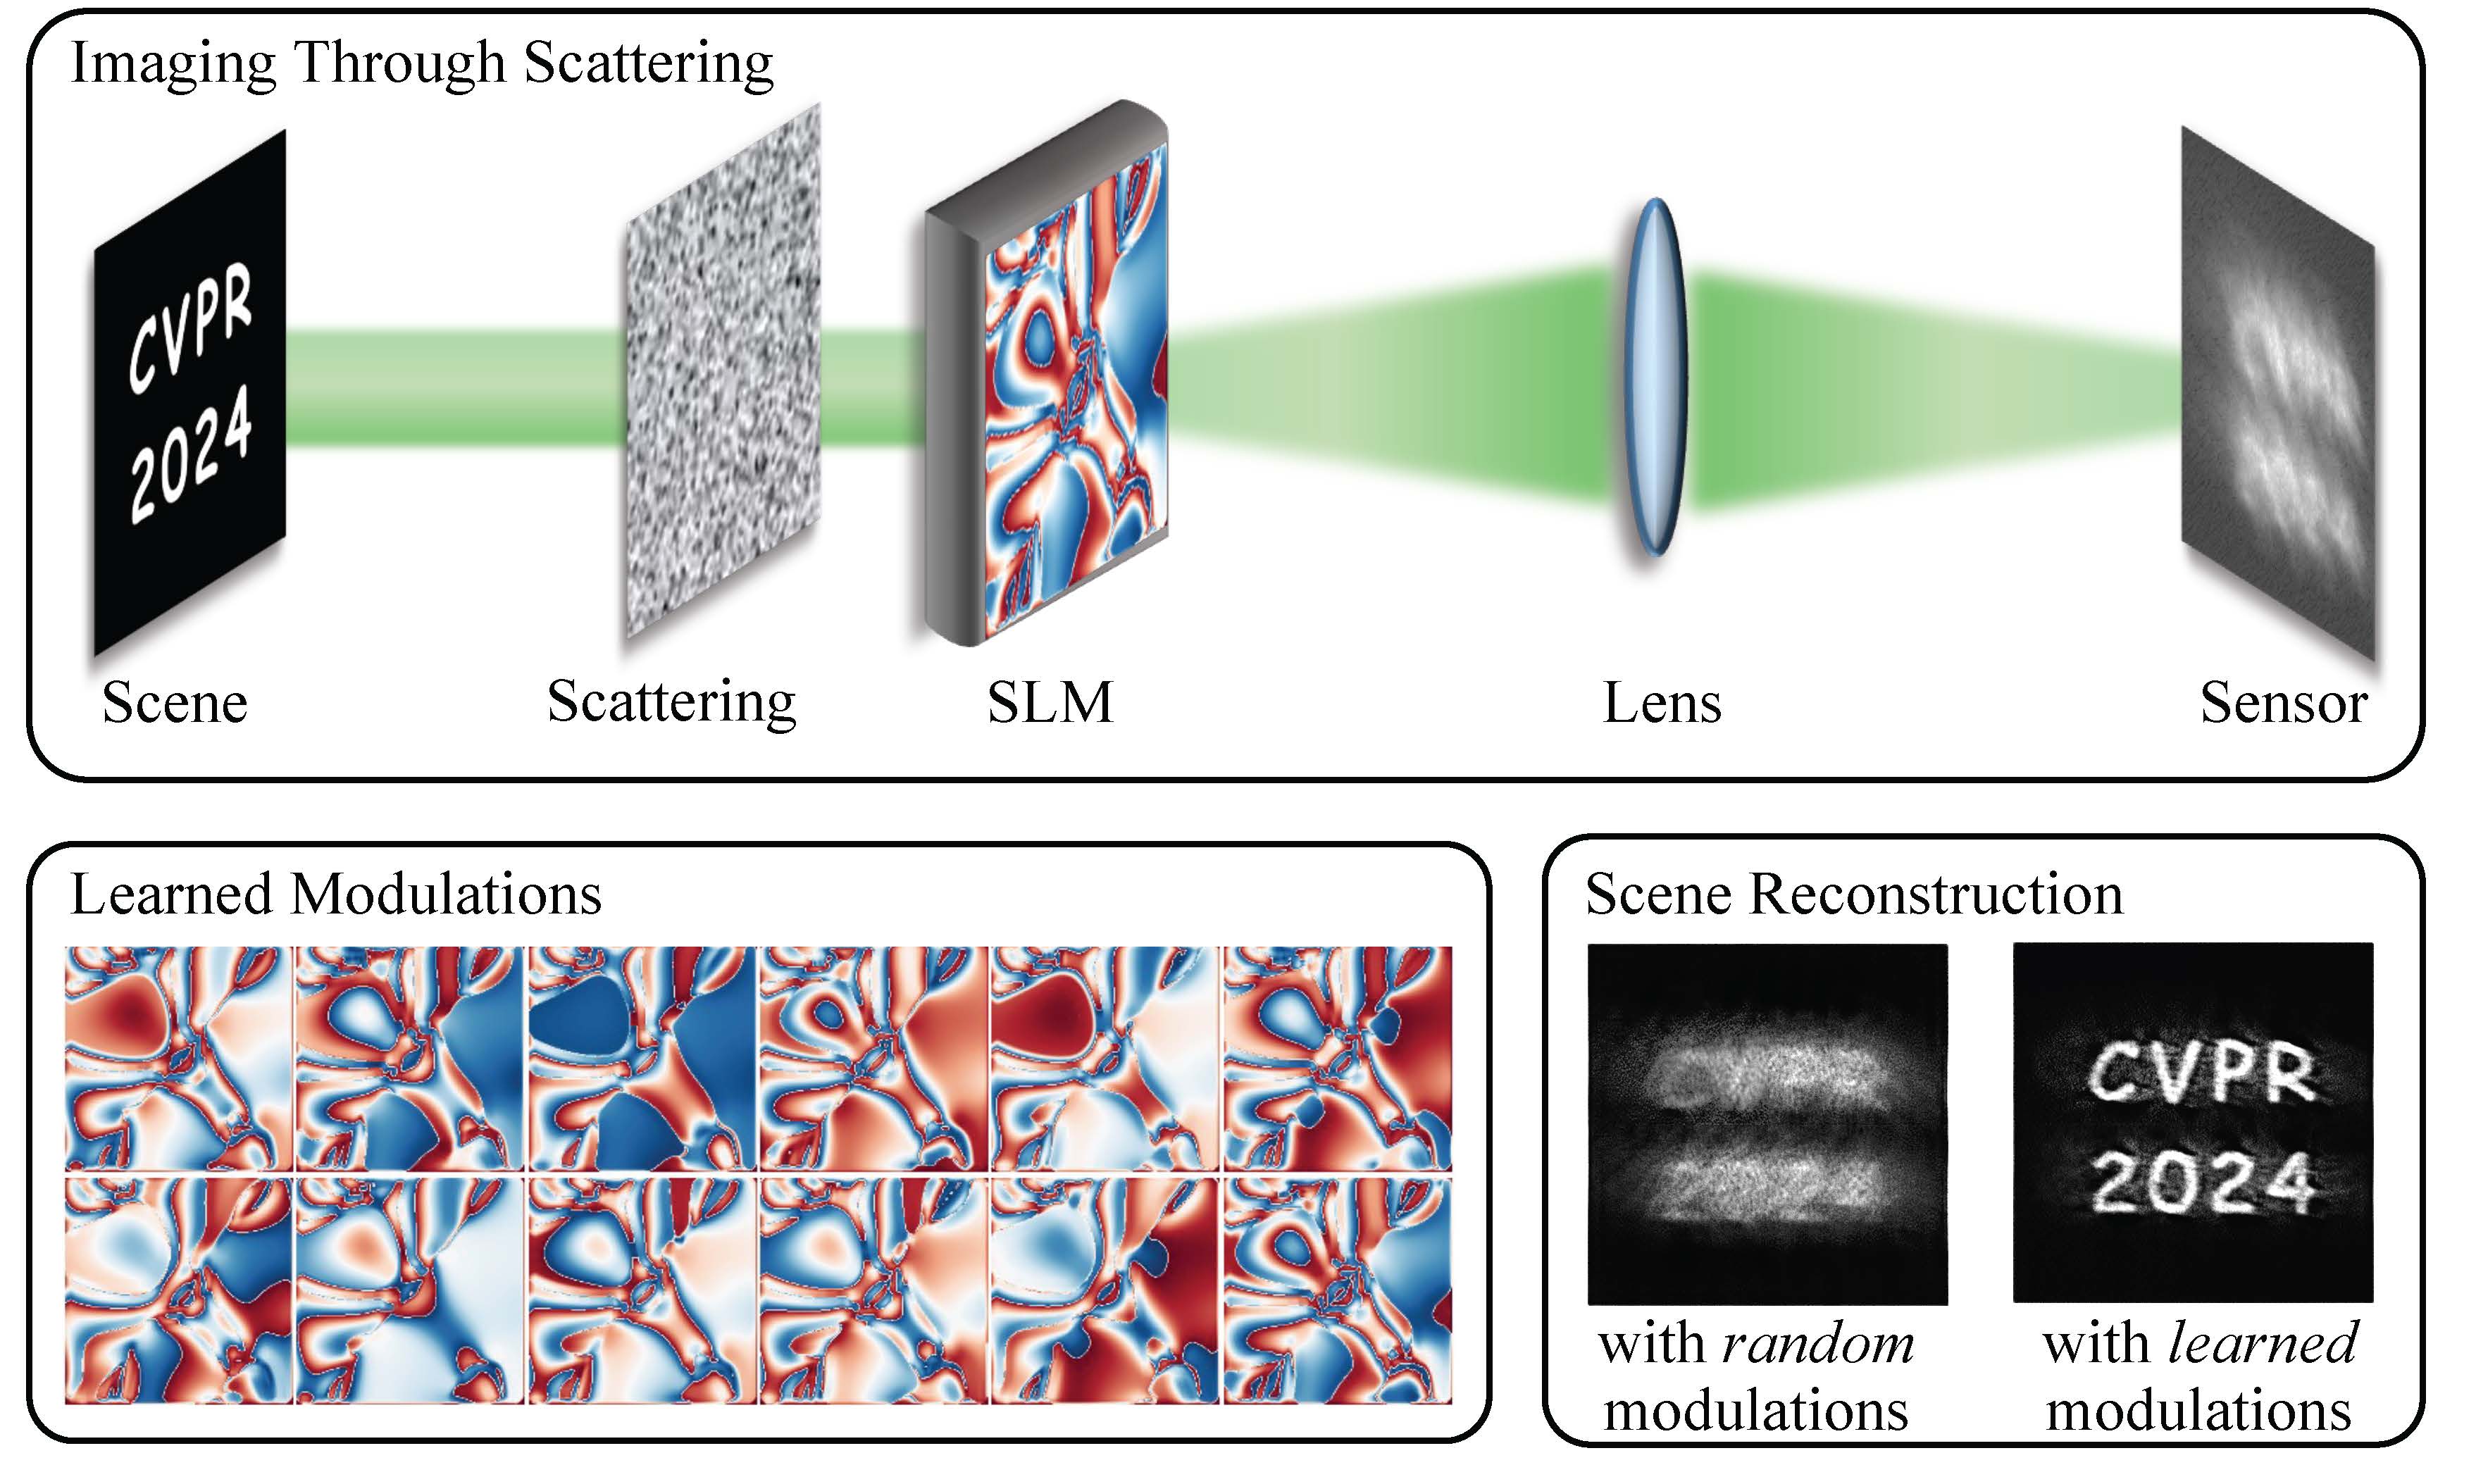 Imaging Through Scattering
CVPR
2024
Scene
Scattering
SLM
Lens
Sensor
Learned Modulations
Scene Reconstruction
CVPR
2024
with random
modulations
with learned
modulations